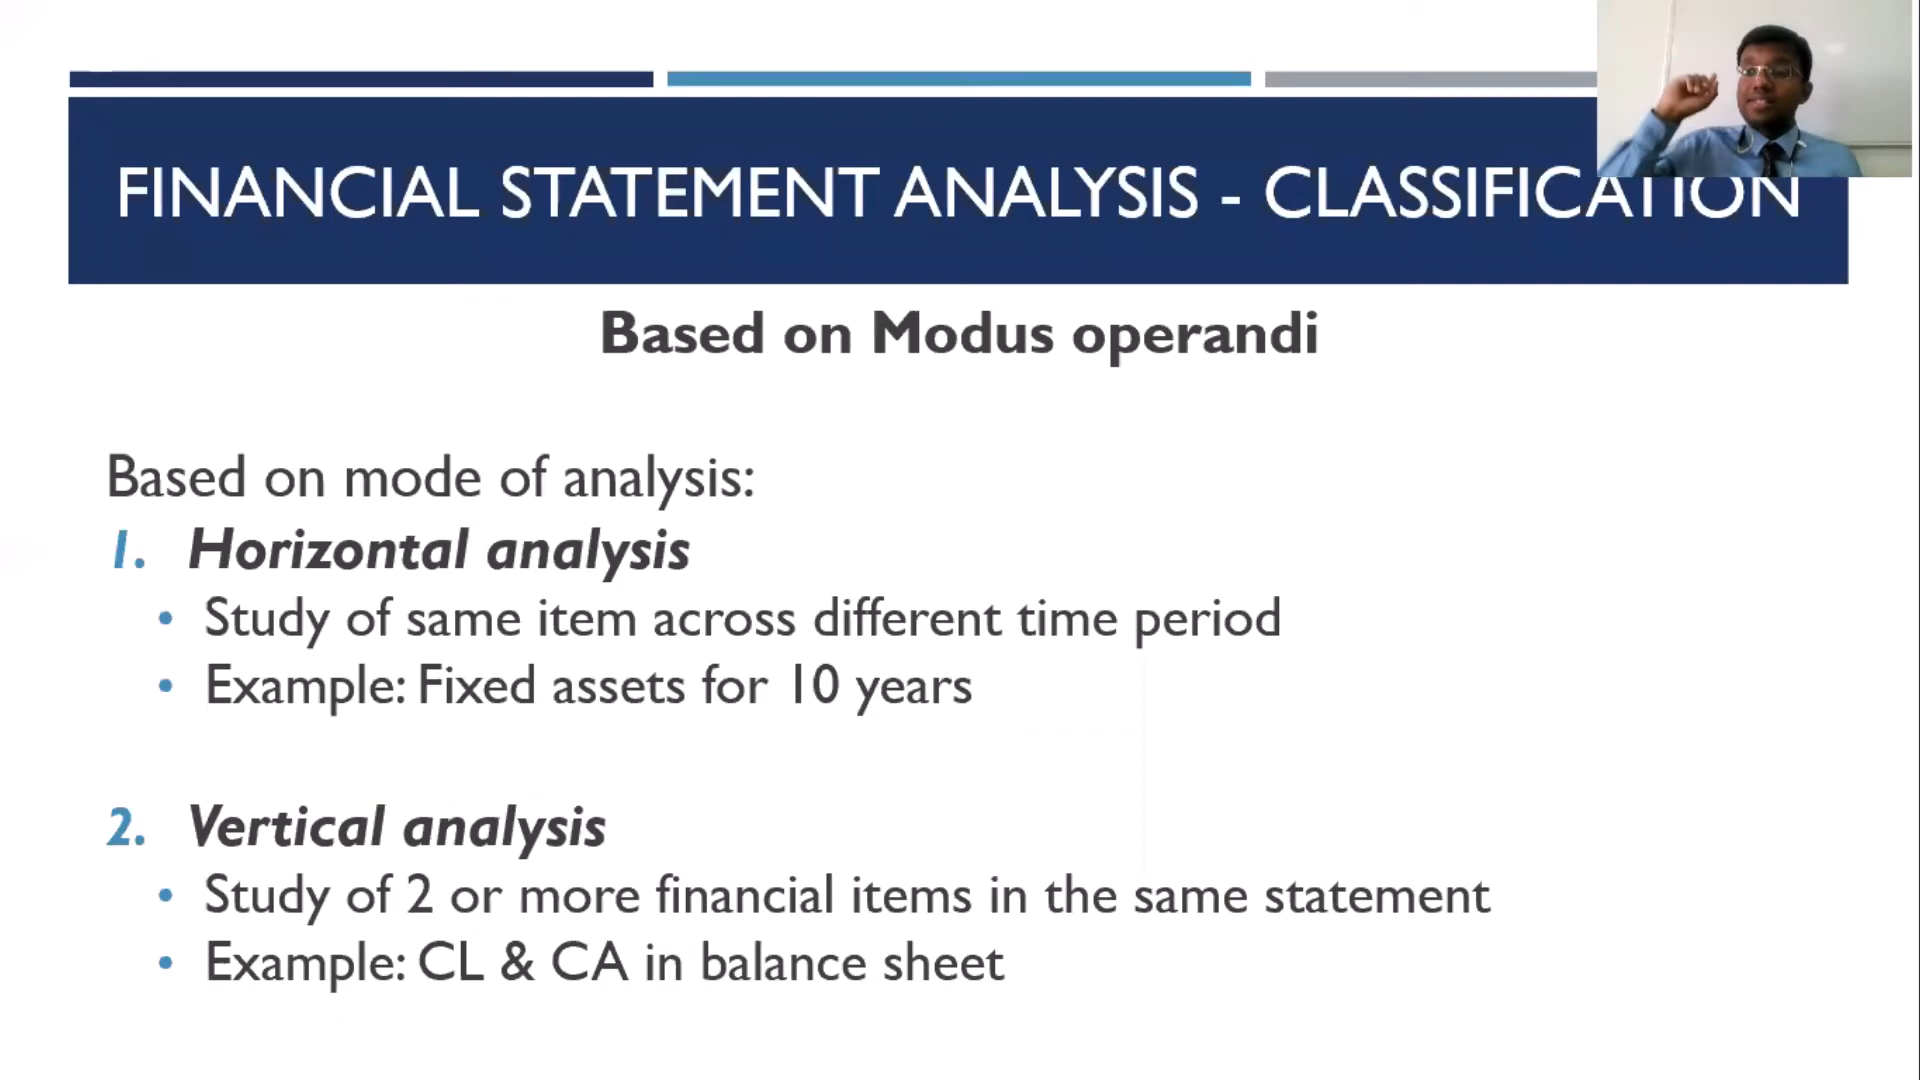 FINANCIAL STATEMENT ANALYSIS - CLASSIFICATION
Based on Modus operandi
Based on mode of analysis:
1. Horizontal analysis
• Study of same item across different time period
• Example: Fixed assets for 10 years
2. Vertical analysis
• Study of 2 or more financial items in the same statement
• Example: CL & CA in balance sheet